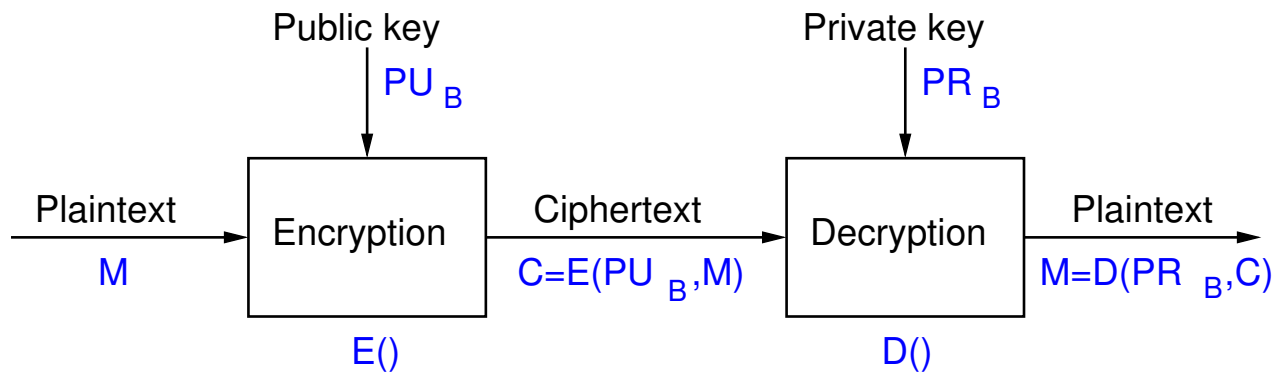 Public key
PU B
Private key
PR B
Plaintext
M
Encryption
E()
Ciphertext
C=E(PU B,M)
Decryption
D()
Plaintext
M=D(PR B,C)